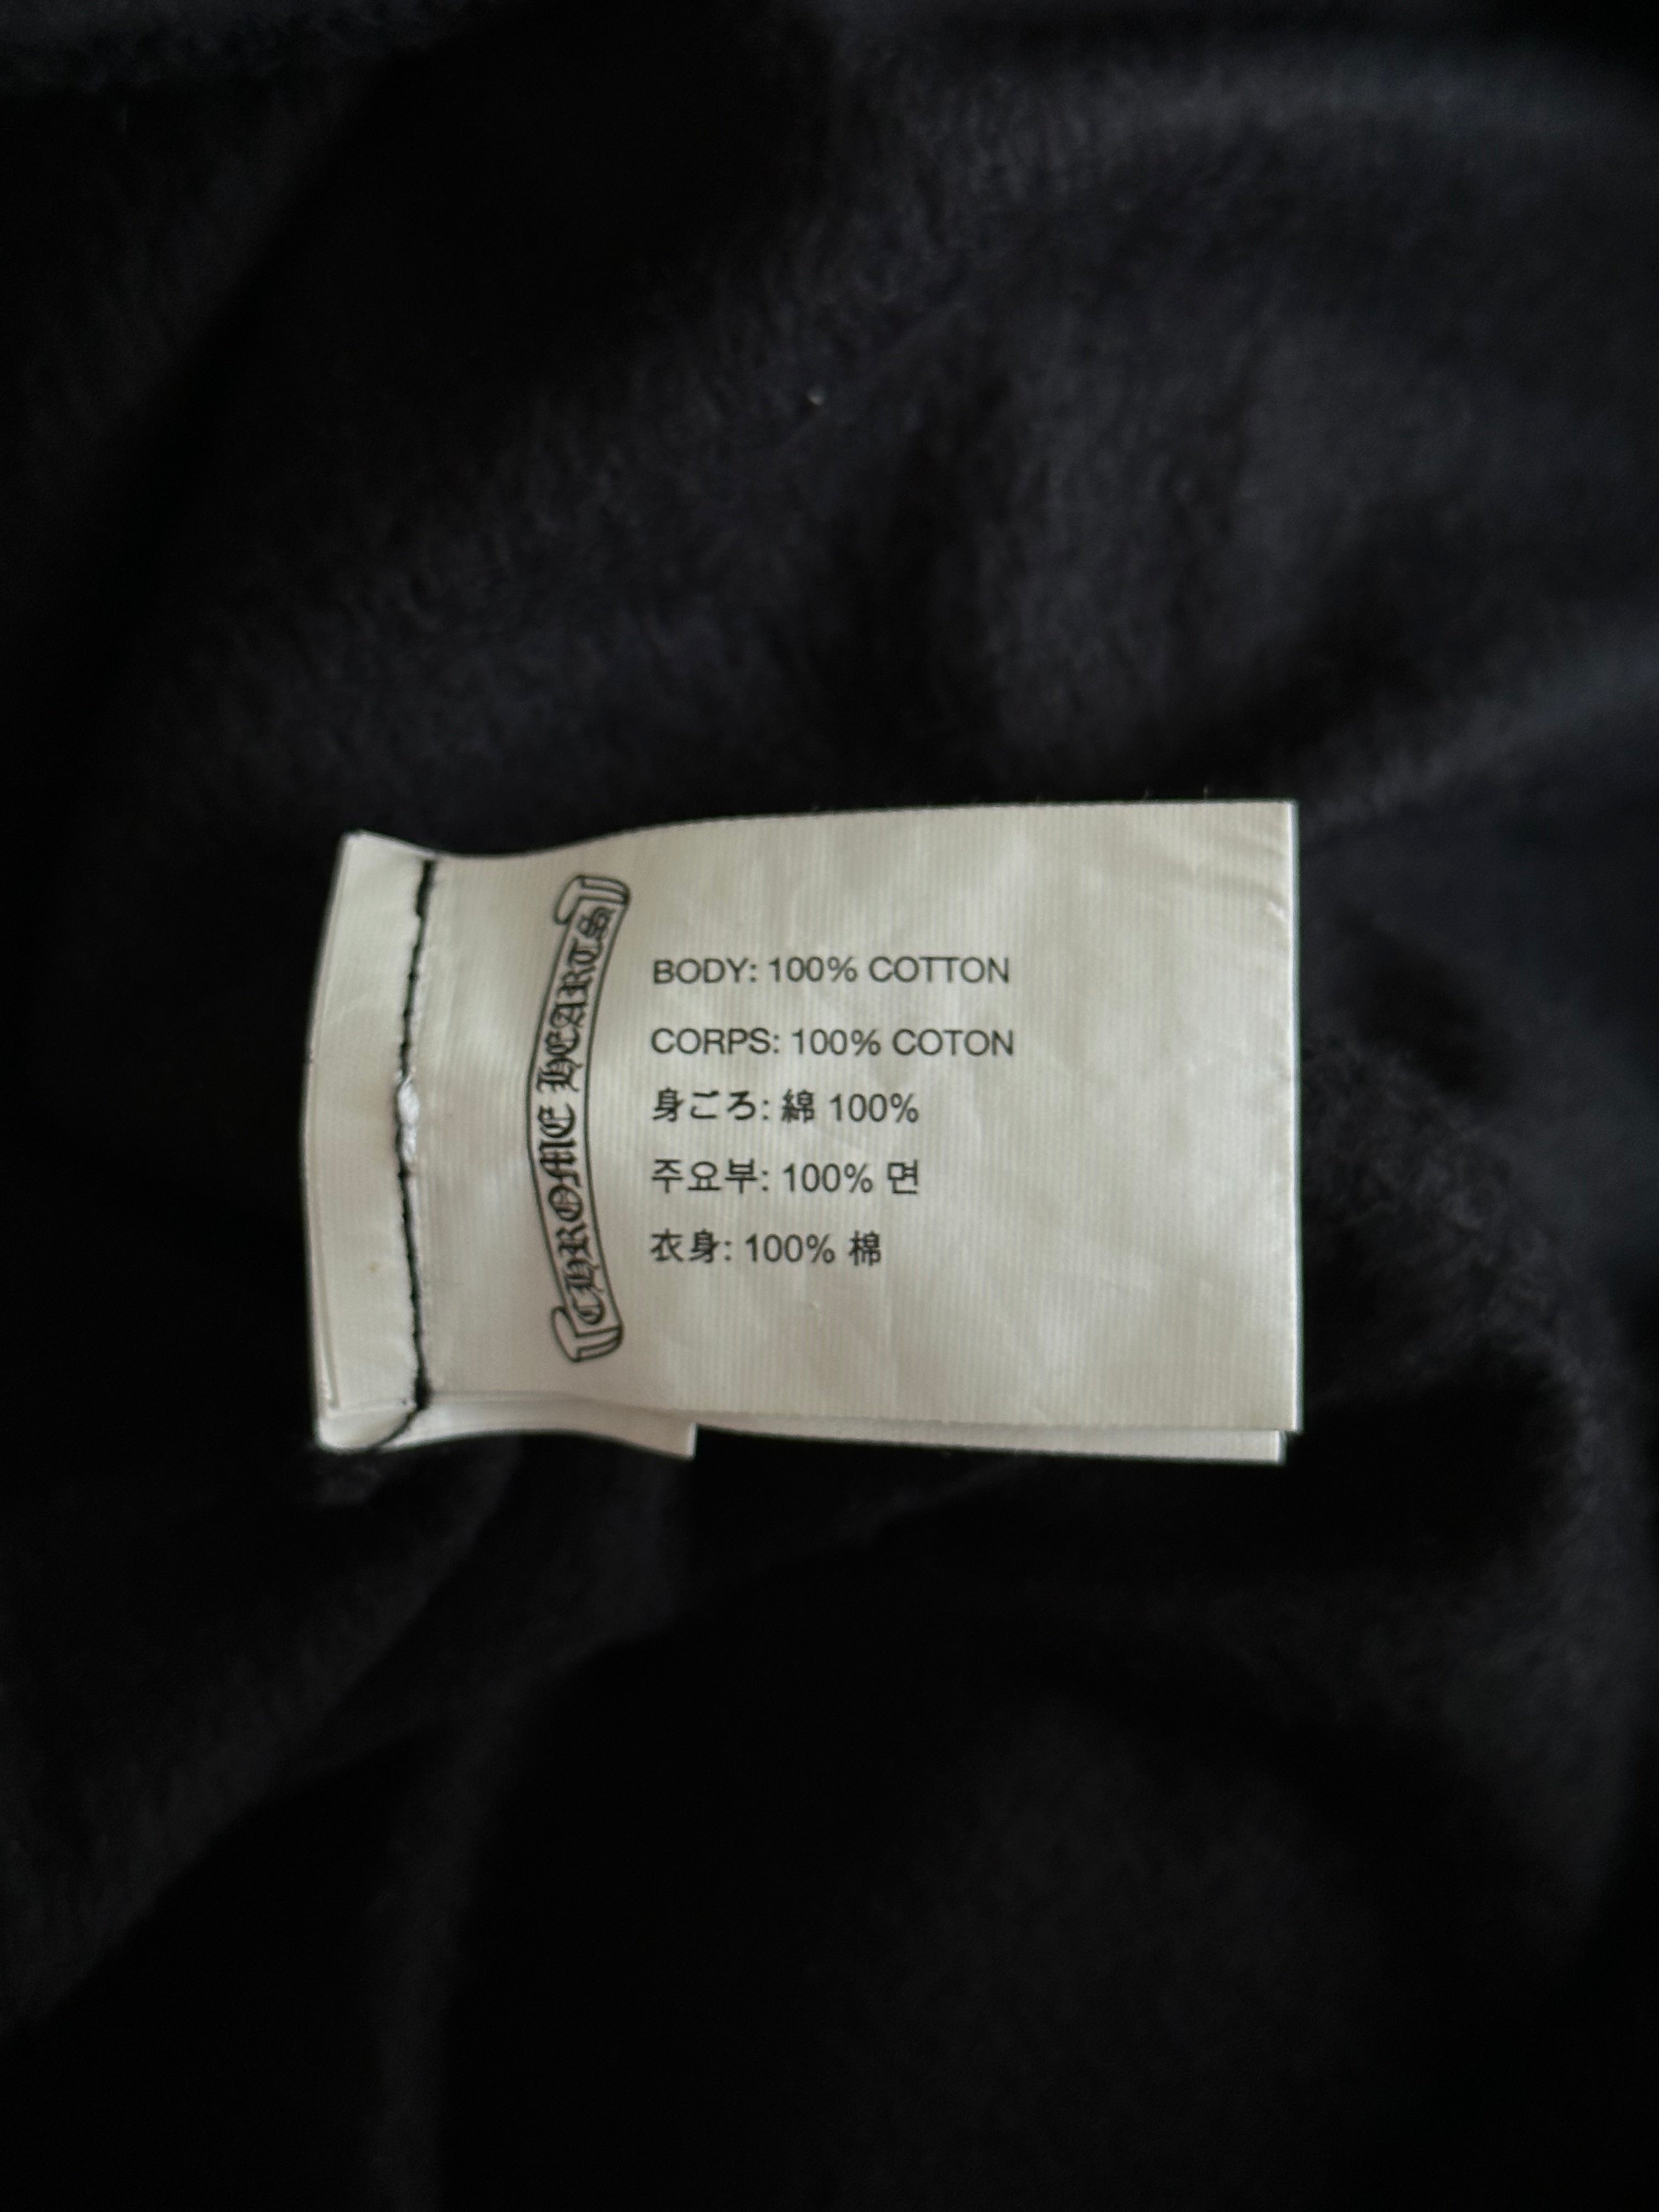 CHROME HEARTS
BODY: 100% COTTON
CORPS: 100% COTON
身ごろ: 綿 100%
주요부: 100% 면
衣身: 100% 棉